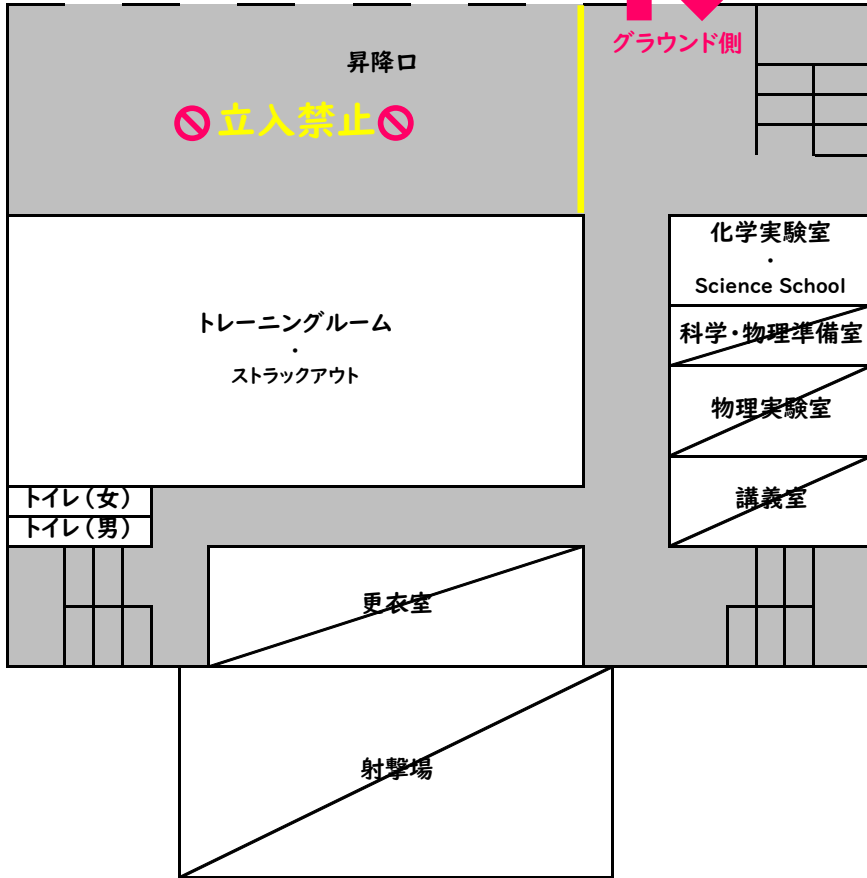 グラウンド側
昇降口
立入禁止
化学実験室
・
Science School
トレーニングルーム
・
ストラックアウト
科学・物理準備室
物理実験室
講義室
トイレ（女）
トイレ（男）
更衣室
射撃場